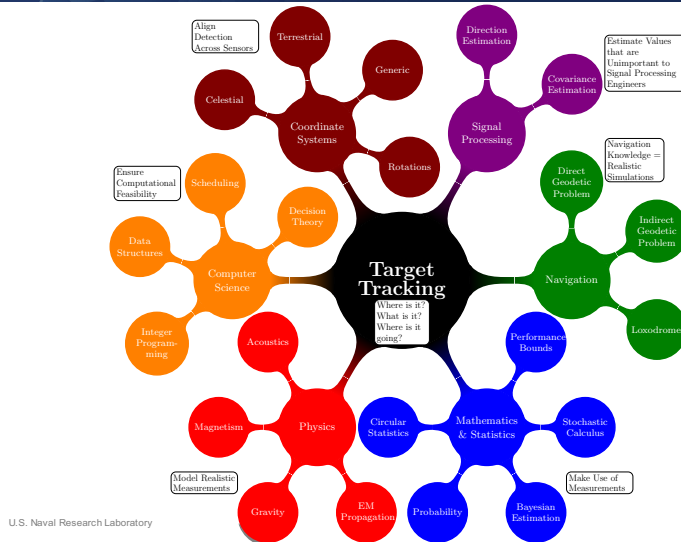 Align
Detection
Across Sensors
Terrestrial
Generic
Celestial
Coordinate
Systems
Rotations
Direction
Estimation
Covariance
Estimation
Signal
Processing
Estimate Values
that are
Unimportant to
Signal Processing
Engineers
Navigation
Knowledge =
Realistic
Simulations
Direct
Geodetic
Problem
Indirect
Geodetic
Problem
Navigation
Loxodrome
Ensure
Computational
Feasibility
Scheduling
Decision
Theory
Data
Structures
Computer
Science
Integer
Program-
ming
Target
Tracking
Where is it?
What is it?
Where is it
going?
Acoustics
Magnetism
Physics
Model Realistic
Measurements
Gravity
EM
Propagation
Performance
Bounds
Circular
Statistics
Mathematics
& Statistics
Stochastic
Calculus
Make Use of
Measurements
Probability
Bayesian
Estimation
U.S. Naval Research Laboratory